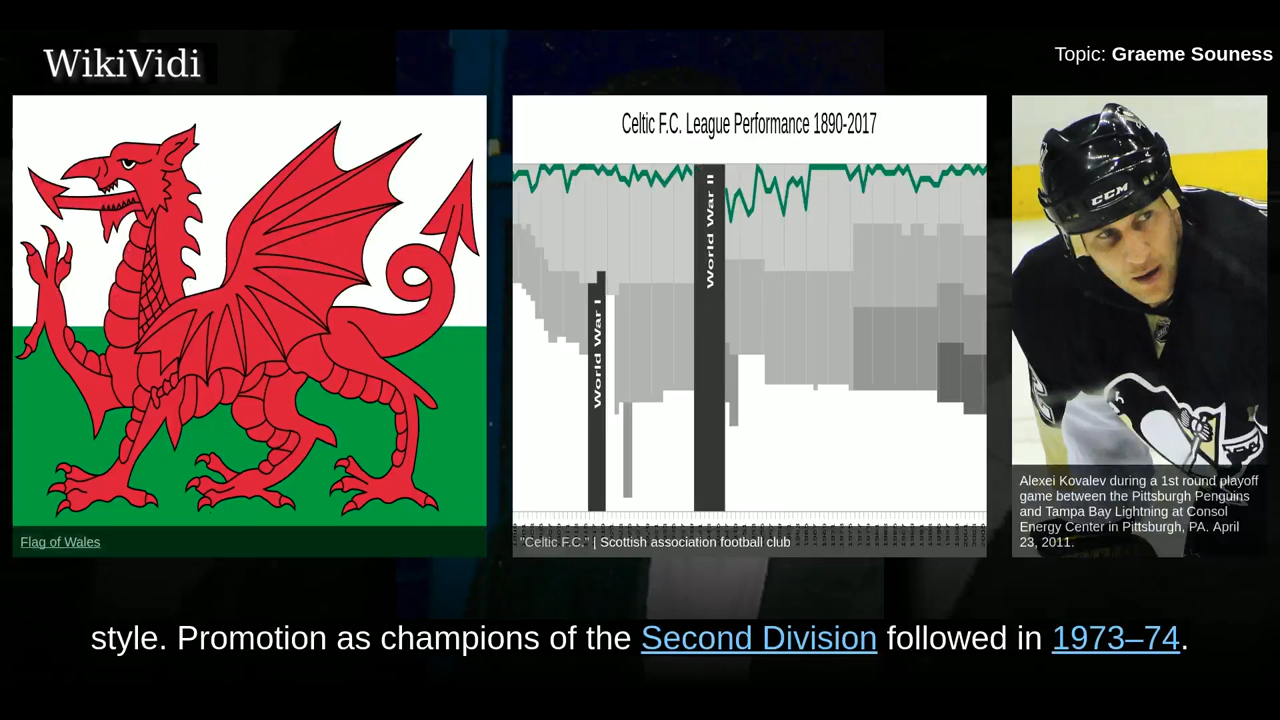 WikiVidi
Topic: Graeme Souness
Celtic F.C. League Performance 1890-2017
World War I
World War II
CCM
Flag of Wales
"Celtic F.C." | Scottish association football club
Alexei Kovalev during a 1st round playoff
game between the Pittsburgh Penguins
and Tampa Bay Lightning at Consol
Energy Center in Pittsburgh, PA. April
23, 2011.
style. Promotion as champions of the Second Division followed in 1973–74.